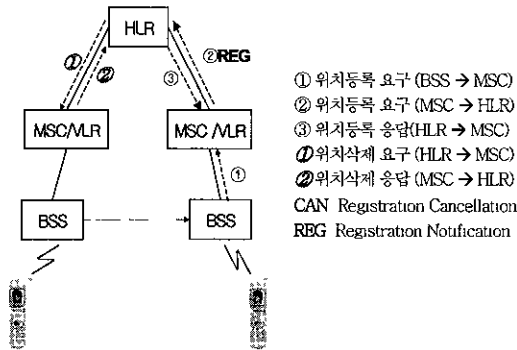 HLR
① ②REG
② ③
MSC/VLR MSC/VLR
①
BSS BSS
① 위치등록 요구 (BSS → MSC)
② 위치등록 요구 (MSC → HLR)
③ 위치등록 응답(HLR → MSC)
① 위치삭제 요구 (HLR → MSC)
② 위치삭제 응답 (MSC → HLR)
CAN Registration Cancellation
REG Registration Notification